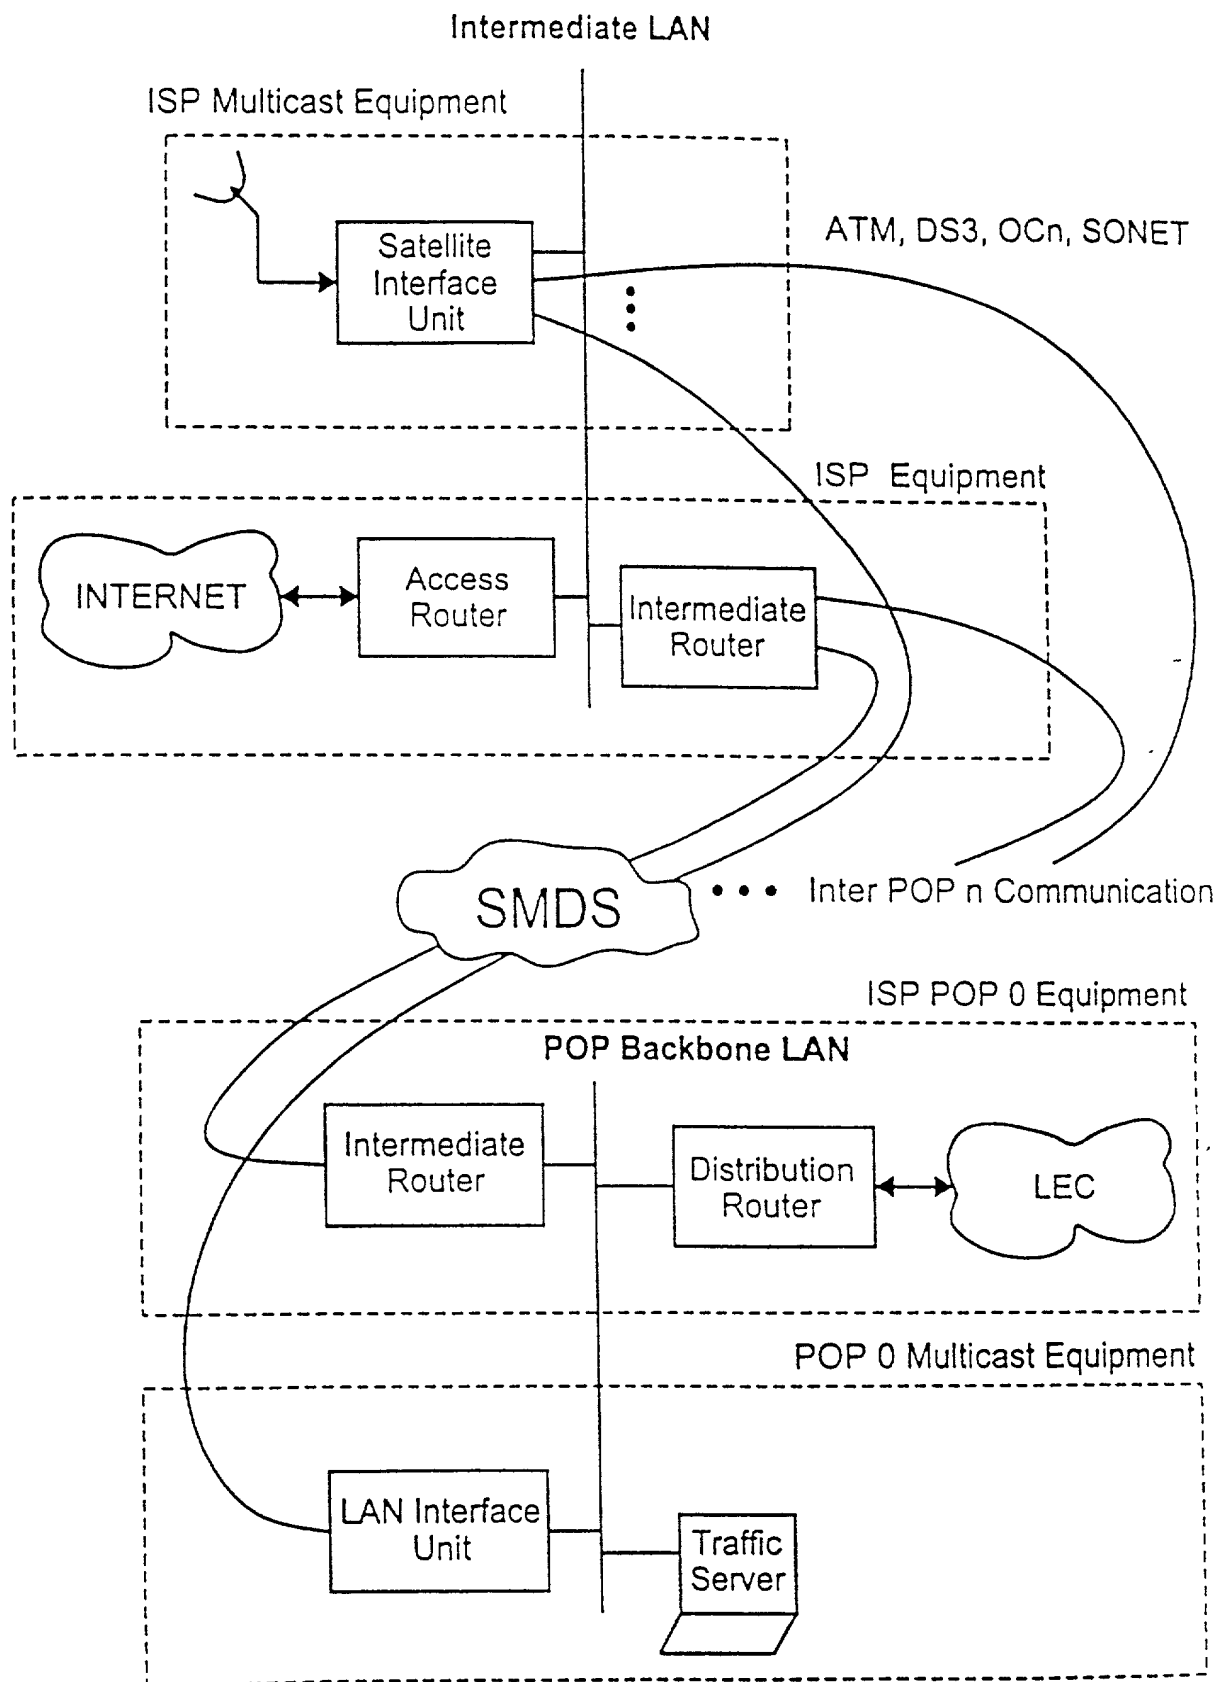 Intermediate LAN
ISP Multicast Equipment
Satellite
Interface
Unit
ATM, DS3, OCn, SONET
ISP Equipment
INTERNET
Access
Router
Intermediate
Router
SMDS
Inter POP n Communication
ISP POP 0 Equipment
POP Backbone LAN
Intermediate
Router
Distribution
Router
LEC
POP 0 Multicast Equipment
LAN Interface
Unit
Traffic
Server